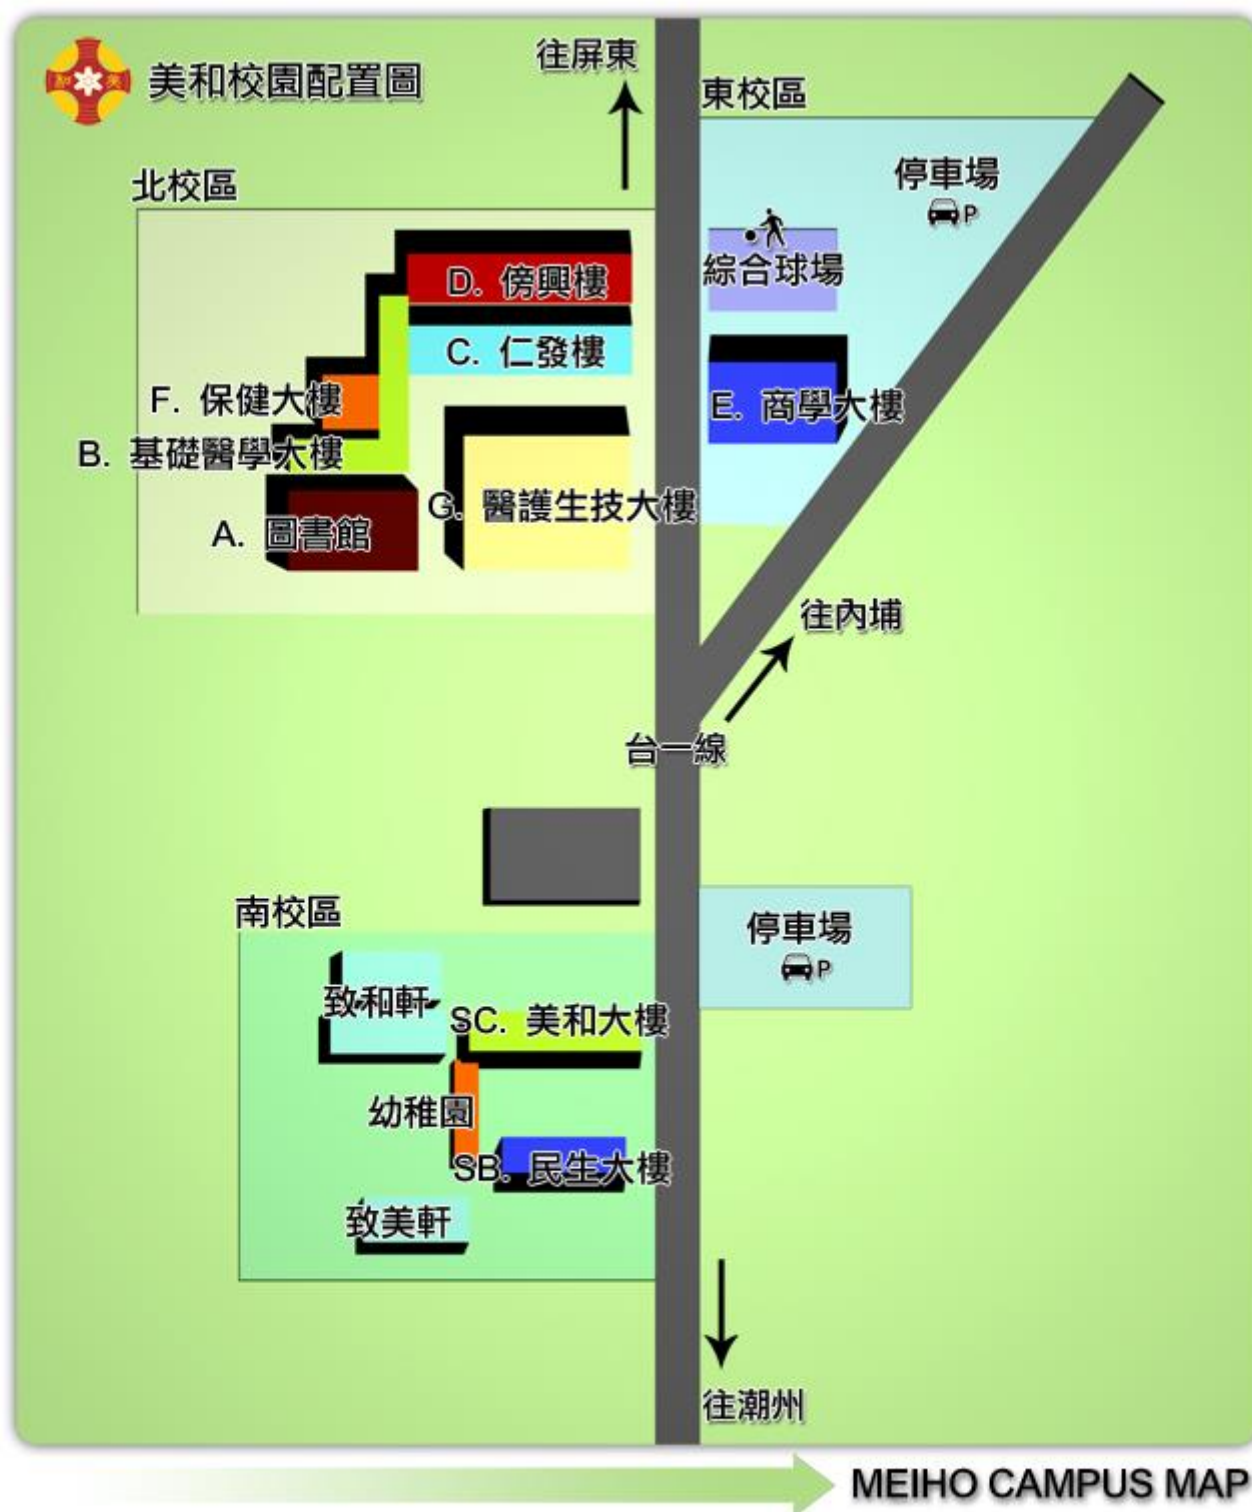 美和校園配置圖
往屏東
東校區
停車場
P
北校區
綜合球場
D. 傍興樓
C. 仁發樓
F. 保健大樓
E. 商學大樓
B. 基礎醫學大樓
G. 醫護生技大樓
A. 圖書館
往內埔
台一線
南校區
停車場
P
致和軒
SC. 美和大樓
幼稚園
SB. 民生大樓
致美軒
往潮州
MEIHO CAMPUS MAP